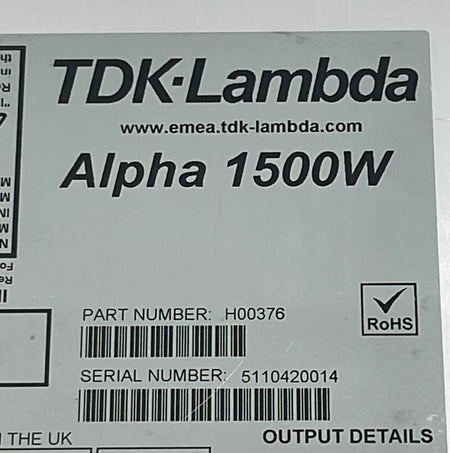 TDK·Lambda
www.emea.tdk-lambda.com
Alpha 1500W
PART NUMBER: H00376
RoHS
SERIAL NUMBER: 5110420014
THE UK
OUTPUT DETAILS